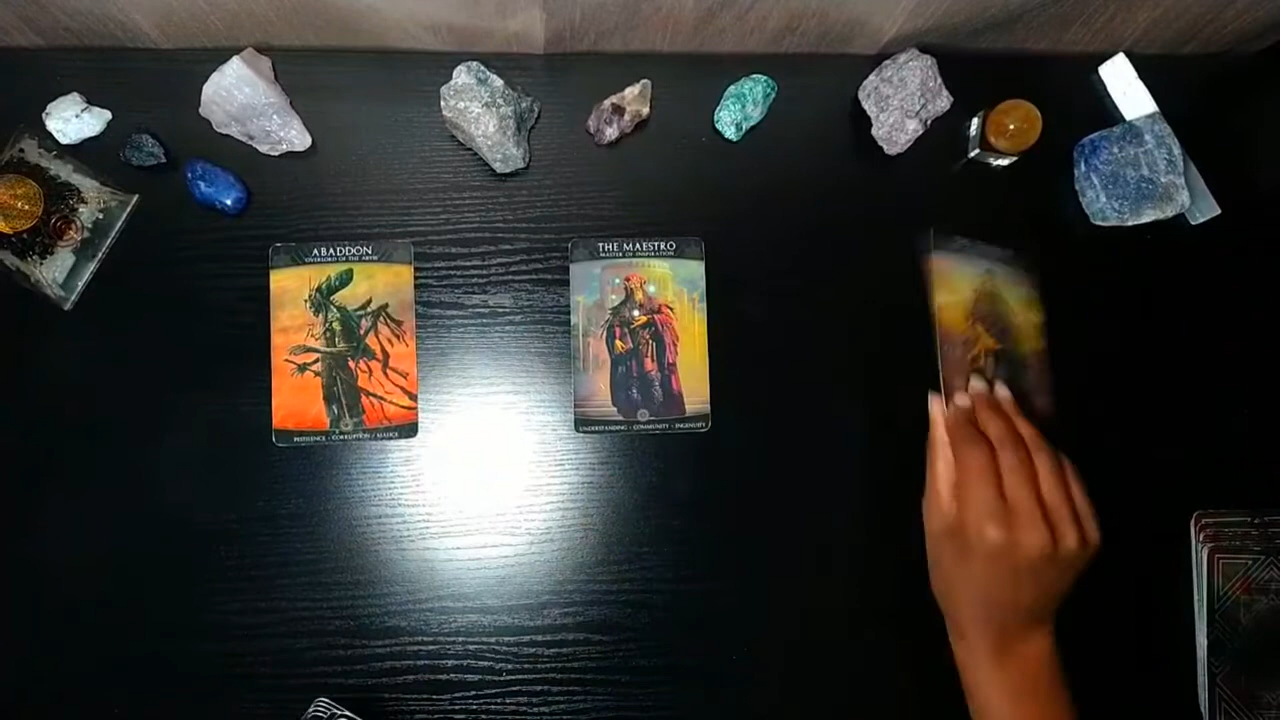 ABADDON
OVERLORD OF THE ABYSS
PESTILENCE - CORRUPTION / MALICE
THE MAESTRO
MASTER OF INSPIRATION
UNDERSTANDING - COMMUNITY - INGENUITY